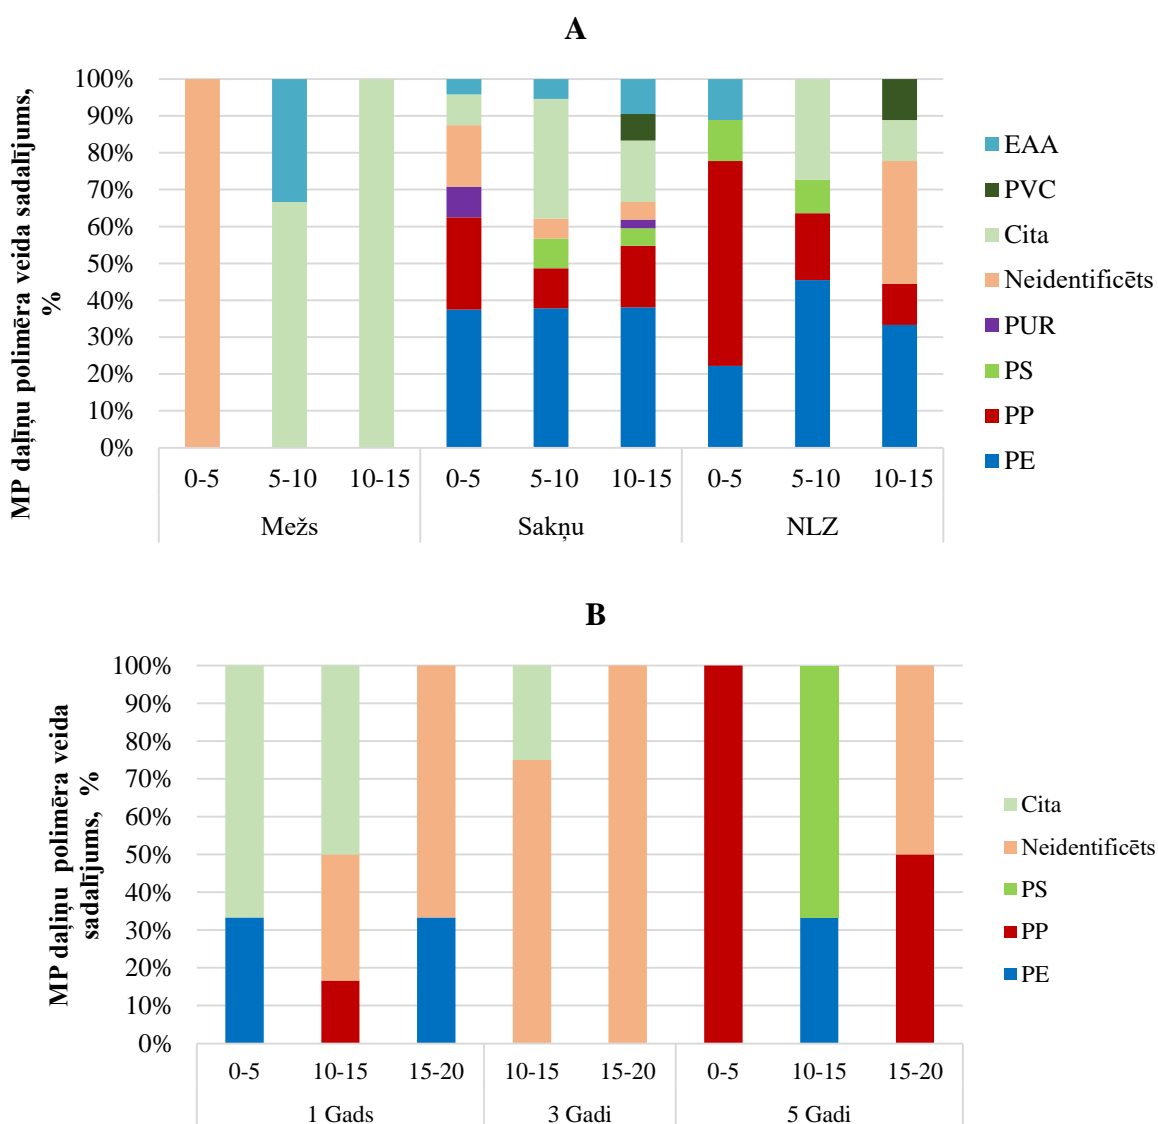 A
MP daļiņu polimēra veida sadalījums,
%
100%
90%
80%
70%
60%
50%
40%
30%
20%
10%
0%
0-5 5-10 10-15 0-5 5-10 10-15 0-5 5-10 10-15
Mežs Sakņu NLZ
EAA
PVC
Cita
Neidentificēts
PUR
PS
PP
PE
B
MP daļiņu polimēra veida
sadalījums, %
100%
90%
80%
70%
60%
50%
40%
30%
20%
10%
0%
0-5 10-15 15-20 10-15 15-20 0-5 10-15 15-20
1 Gads 3 Gadi 5 Gadi
Cita
Neidentificēts
PS
PP
PE